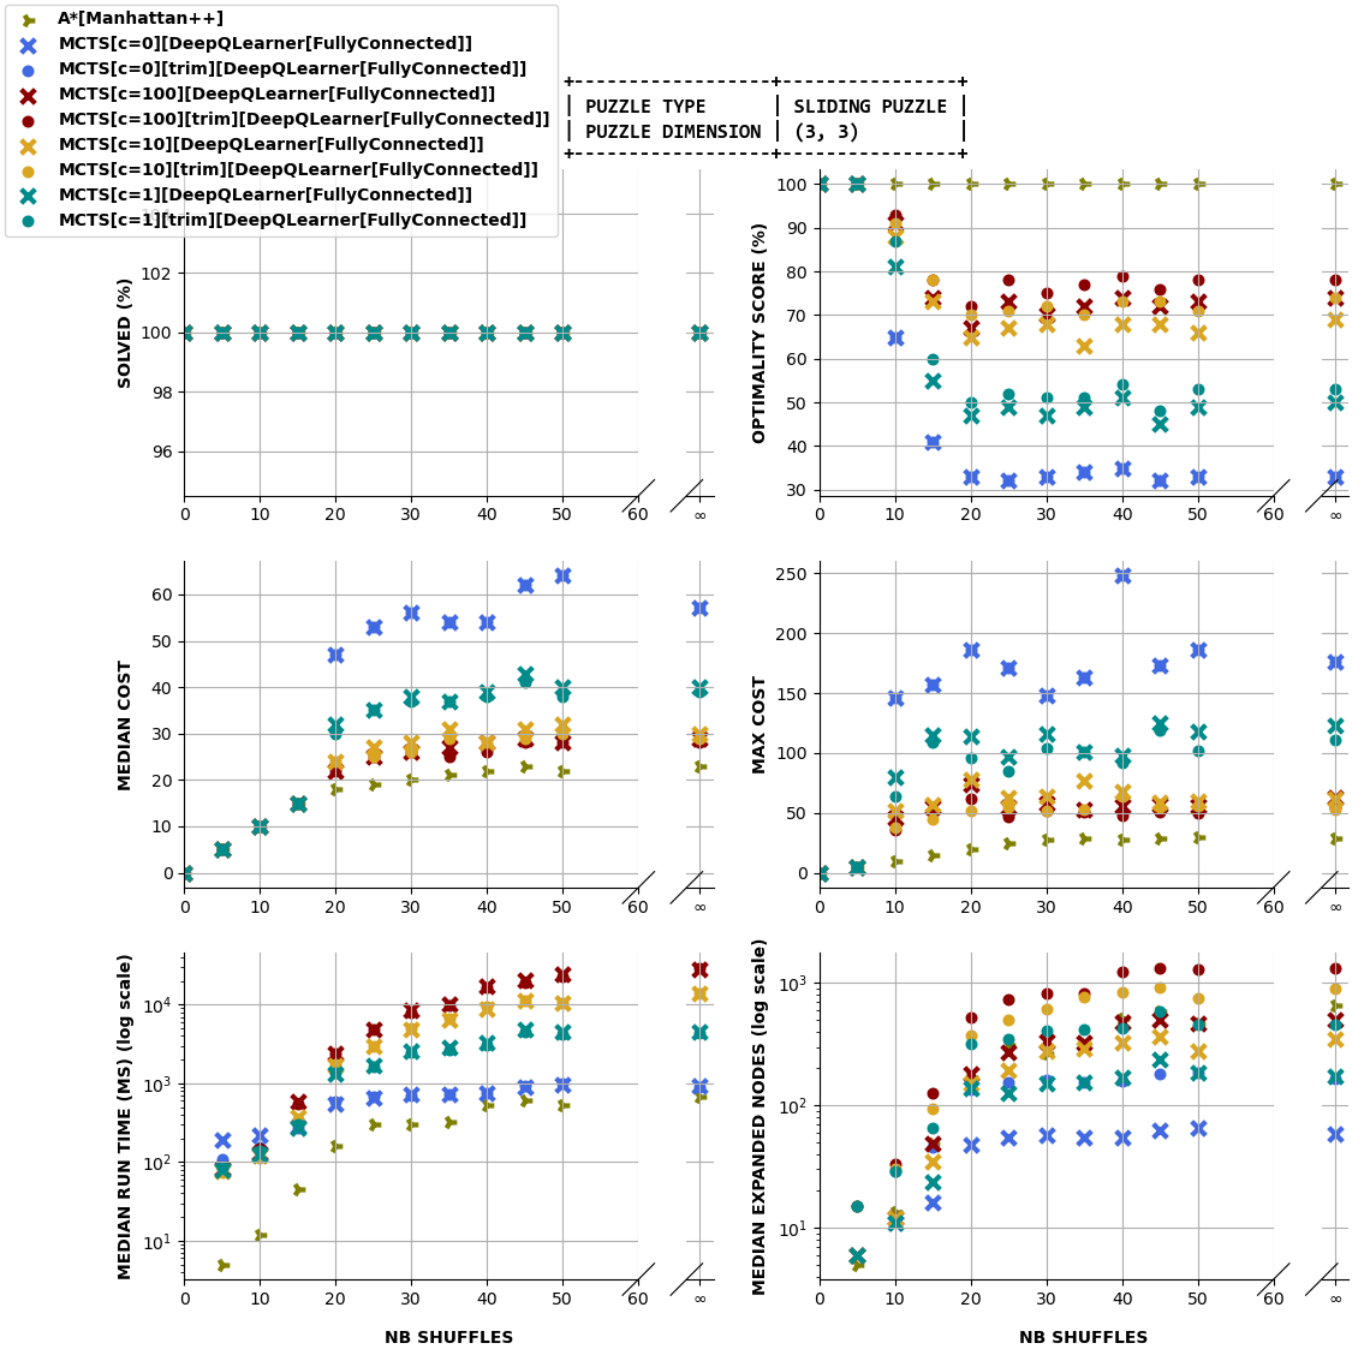 A*[Manhattan++]
MCTS[c=0][DeepQLearner[FullyConnected]]
MCTS[c=0][trim][DeepQLearner[FullyConnected]]
MCTS[c=100][DeepQLearner[FullyConnected]]
MCTS[c=100][trim][DeepQLearner[FullyConnected]]
MCTS[c=10][DeepQLearner[FullyConnected]]
MCTS[c=10][trim][DeepQLearner[FullyConnected]]
MCTS[c=1][DeepQLearner[FullyConnected]]
MCTS[c=1][trim][DeepQLearner[FullyConnected]]
+--------------------+-----------------+
| PUZZLE TYPE | SLIDING PUZZLE |
| PUZZLE DIMENSION | (3, 3) |
+--------------------+-----------------+
SOLVED (%)
104
102
100
98
96
0 10 20 30 40 50 60 ∞
OPTIMALITY SCORE (%)
100
90
80
70
60
50
40
30
0 10 20 30 40 50 60 ∞
MEDIAN COST
60
50
40
30
20
10
0
0 10 20 30 40 50 60 ∞
MAX COST
250
200
150
100
50
0
0 10 20 30 40 50 60 ∞
MEDIAN RUN TIME (MS) (log scale)
10⁴
10³
10²
10¹
0 10 20 30 40 50 60 ∞
NB SHUFFLES
MEDIAN EXPANDED NODES (log scale)
10³
10²
10¹
0 10 20 30 40 50 60 ∞
NB SHUFFLES